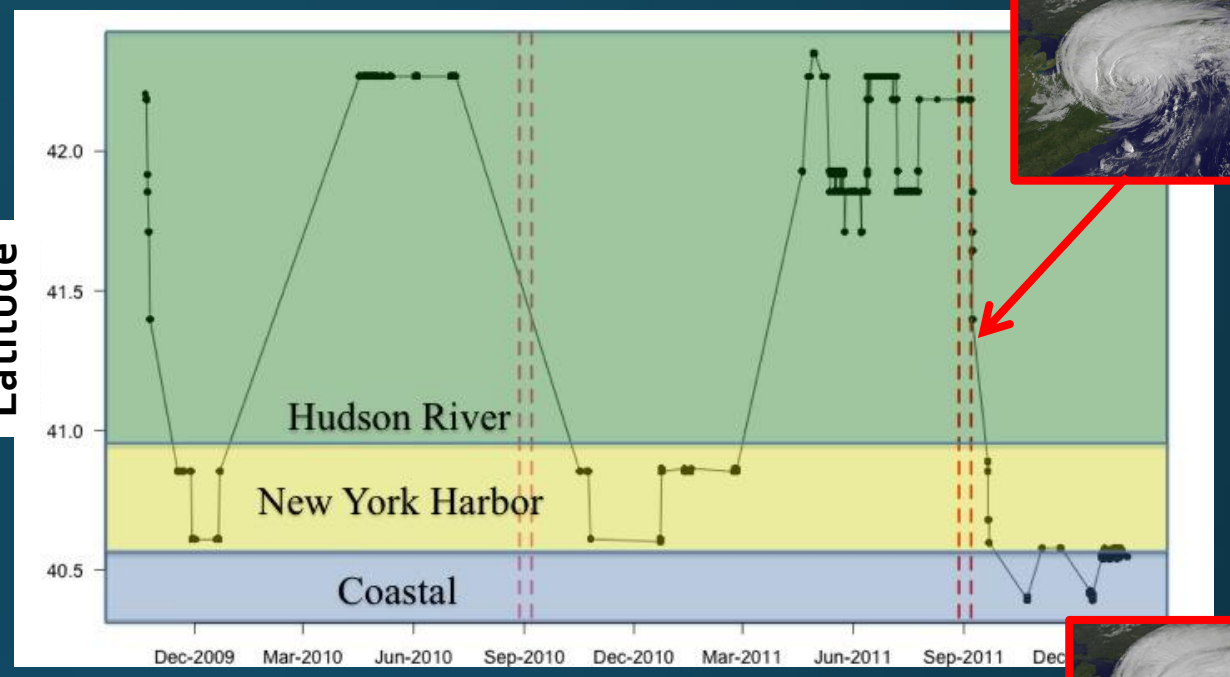 Latitude
42.0
41.5
41.0
40.5
Hudson River
New York Harbor
Coastal
Dec-2009 Mar-2010 Jun-2010 Sep-2010 Dec-2010 Mar-2011 Jun-2011 Sep-2011 Dec